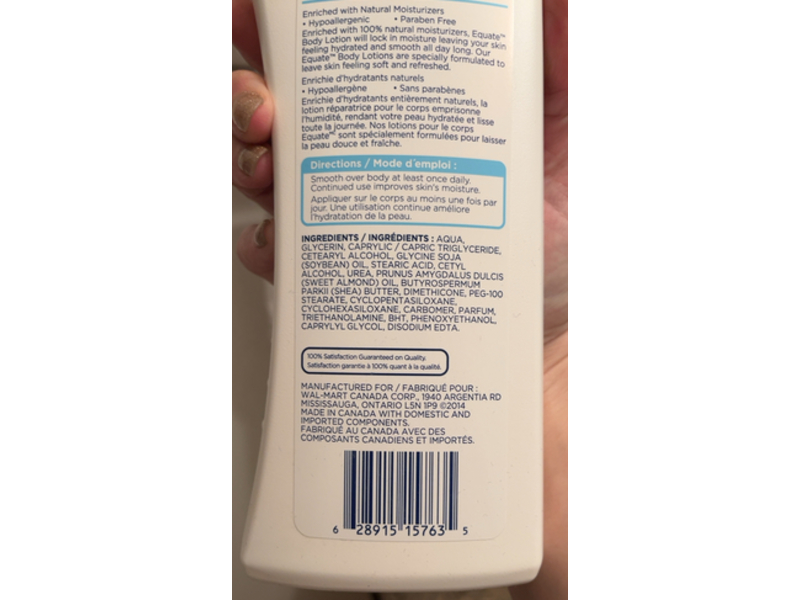 Enriched with Natural Moisturizers
• Hypoallergenic • Paraben Free
Enriched with 100% natural moisturizers, Equate™
Body Lotion will lock in moisture leaving your skin
feeling hydrated and smooth all day long. Our
Equate™ Body Lotions are specially formulated to
leave skin feeling soft and refreshed.
Enrichie d'hydratants naturels
• Hypoallergène • Sans parabènes
Enrichie d'hydratants entièrement naturels, la
lotion réparatrice pour le corps emprisonne
l'humidité, rendant votre peau hydratée et lisse
toute la journée. Nos lotions pour le corps
Equate™ sont spécialement formulées pour laisser
la peau douce et fraîche.
Directions / Mode d'emploi :
Smooth over body at least once daily.
Continued use improves skin's moisture.
Appliquer sur le corps au moins une fois par
jour. Une utilisation continue améliore
l'hydratation de la peau.
INGREDIENTS / INGRÉDIENTS : AQUA,
GLYCERIN, CAPRYLIC / CAPRIC TRIGLYCERIDE,
CETEARYL ALCOHOL, GLYCINE SOJA
(SOYBEAN) OIL, STEARIC ACID, CETYL
ALCOHOL, UREA, PRUNUS AMYGDALUS DULCIS
(SWEET ALMOND) OIL, BUTYROSPERMUM
PARKII (SHEA) BUTTER, DIMETHICONE, PEG-100
STEARATE, CYCLOPENTASILOXANE,
CYCLOHEXASILOXANE, CARBOMER, PARFUM,
TRIETHANOLAMINE, BHT, PHENOXYETHANOL,
CAPRYLYL GLYCOL, DISODIUM EDTA.
100% Satisfaction Guaranteed on Quality.
Satisfaction garantie à 100% quant à la qualité.
MANUFACTURED FOR / FABRIQUÉ POUR :
WAL-MART CANADA CORP., 1940 ARGENTIA RD
MISSISSAUGA, ONTARIO L5N 1P9 ©2014
MADE IN CANADA WITH DOMESTIC AND
IMPORTED COMPONENTS.
FABRIQUÉ AU CANADA AVEC DES
COMPOSANTS CANADIENS ET IMPORTÉS.
6 28915 15763 5